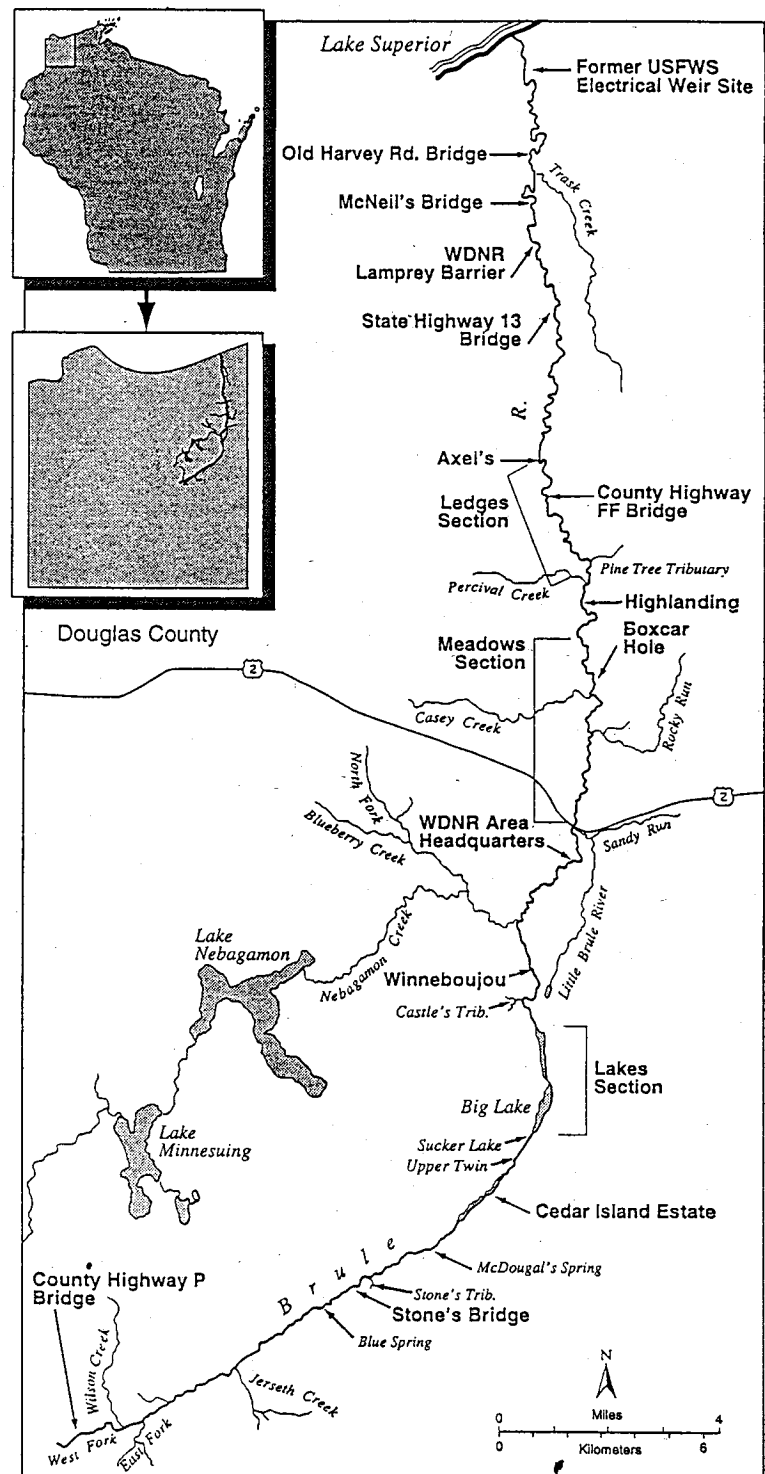 Lake Superior
Former USFWS
Electrical Weir Site
Old Harvey Rd. Bridge
Trask Creek
McNeil's Bridge
WDNR
Lamprey Barrier
State Highway 13
Bridge
R.
Axel's
Ledges
Section
County Highway
FF Bridge
Pine Tree Tributary
Percival Creek
Highlanding
Douglas County
Meadows
Section
Boxcar
Hole
2
Casey Creek
Rocky Run
North Fork
Blueberry Creek
2
WDNR Area
Headquarters
Sandy Run
Little Brule River
Lake
Nebagamon
Nebagamon Creek
Winneboujou
Castle's Trib.
Lakes
Section
Big Lake
Lake
Minnesuing
Sucker Lake
Upper Twin
Cedar Island Estate
Brule
McDougal's Spring
County Highway P
Bridge
Stone's Trib.
Stone's Bridge
Blue Spring
Wilson Creek
Jerseth Creek
West Fork
East Fork
N
0 Miles 4
0 Kilometers 6